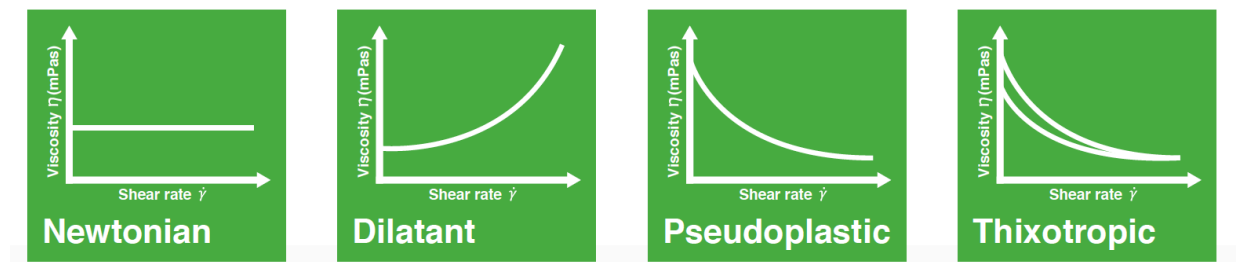 Viscosity η (mPas)
Shear rate γ̇
Newtonian
Viscosity η (mPas)
Shear rate γ̇
Dilatant
Viscosity η (mPas)
Shear rate γ̇
Pseudoplastic
Viscosity η (mPas)
Shear rate γ̇
Thixotropic